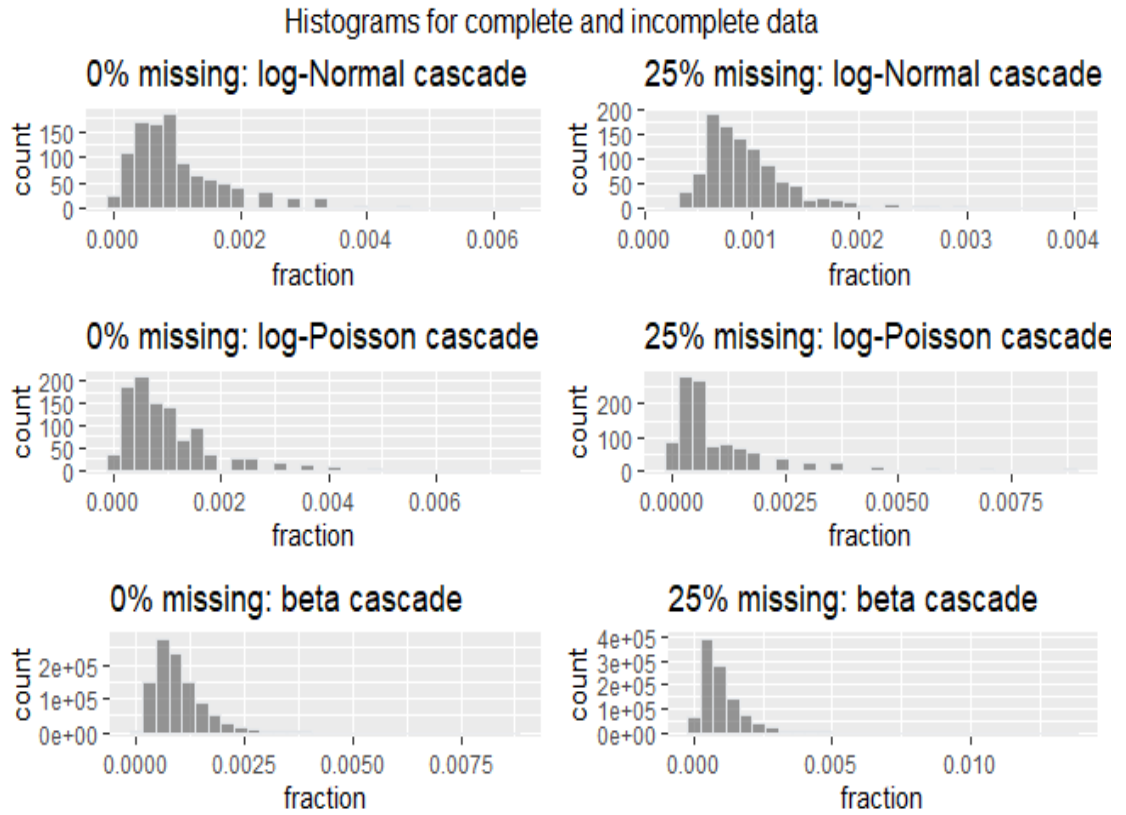 Histograms for complete and incomplete data
0% missing: log-Normal cascade
count
150
100
50
0
0.000 0.002 0.004 0.006
fraction
25% missing: log-Normal cascade
count
200
150
100
50
0
0.000 0.001 0.002 0.003 0.004
fraction
0% missing: log-Poisson cascade
count
200
150
100
50
0
0.000 0.002 0.004 0.006
fraction
25% missing: log-Poisson cascade
count
200
100
0
0.0000 0.0025 0.0050 0.0075
fraction
0% missing: beta cascade
count
2e+05
1e+05
0e+00
0.0000 0.0025 0.0050 0.0075
fraction
25% missing: beta cascade
count
4e+05
3e+05
2e+05
1e+05
0e+00
0.000 0.005 0.010
fraction